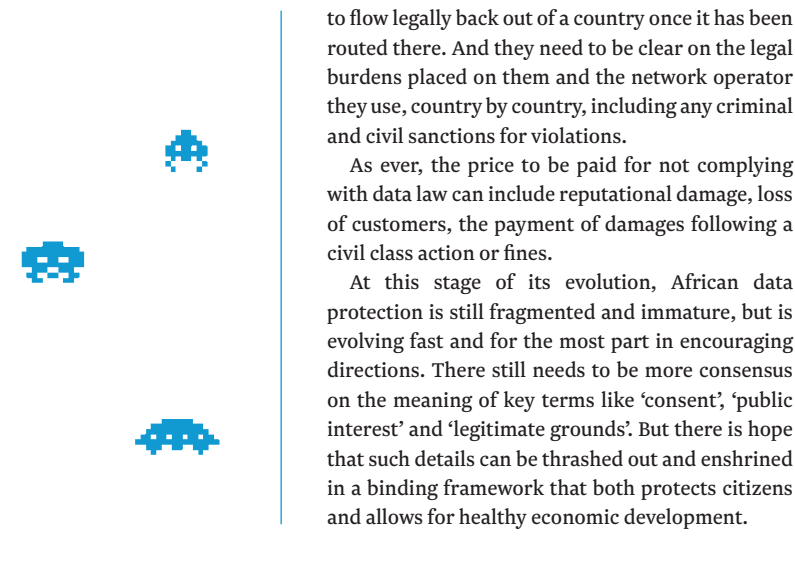 to flow legally back out of a country once it has been
routed there. And they need to be clear on the legal
burdens placed on them and the network operator
they use, country by country, including any criminal
and civil sanctions for violations.
As ever, the price to be paid for not complying
with data law can include reputational damage, loss
of customers, the payment of damages following a
civil class action or fines.
At this stage of its evolution, African data
protection is still fragmented and immature, but is
evolving fast and for the most part in encouraging
directions. There still needs to be more consensus
on the meaning of key terms like ‘consent’, ‘public
interest’ and ‘legitimate grounds’. But there is hope
that such details can be thrashed out and enshrined
in a binding framework that both protects citizens
and allows for healthy economic development.